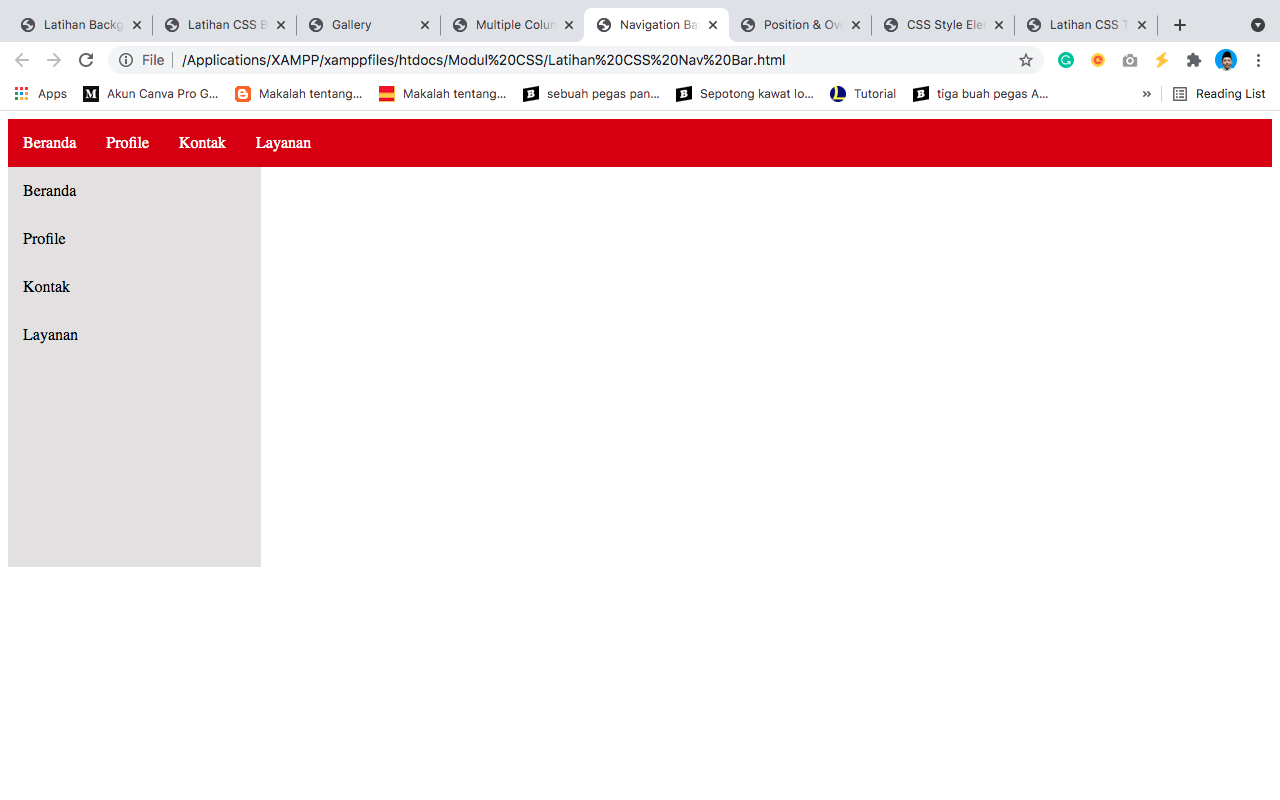 Latihan Backg Latihan CSS B Gallery Multiple Colun Navigation Ba Position & Ove CSS Style Eler Latihan CSS T
File /Applications/XAMPP/xamppfiles/htdocs/Modul%20CSS/Latihan%20CSS%20Nav%20Bar.html
Apps Akun Canva Pro G... Makalah tentang... Makalah tentang... sebuah pegas pan... Sepotong kawat lo... Tutorial tiga buah pegas A... » Reading List
Beranda Profile Kontak Layanan
Beranda
Profile
Kontak
Layanan